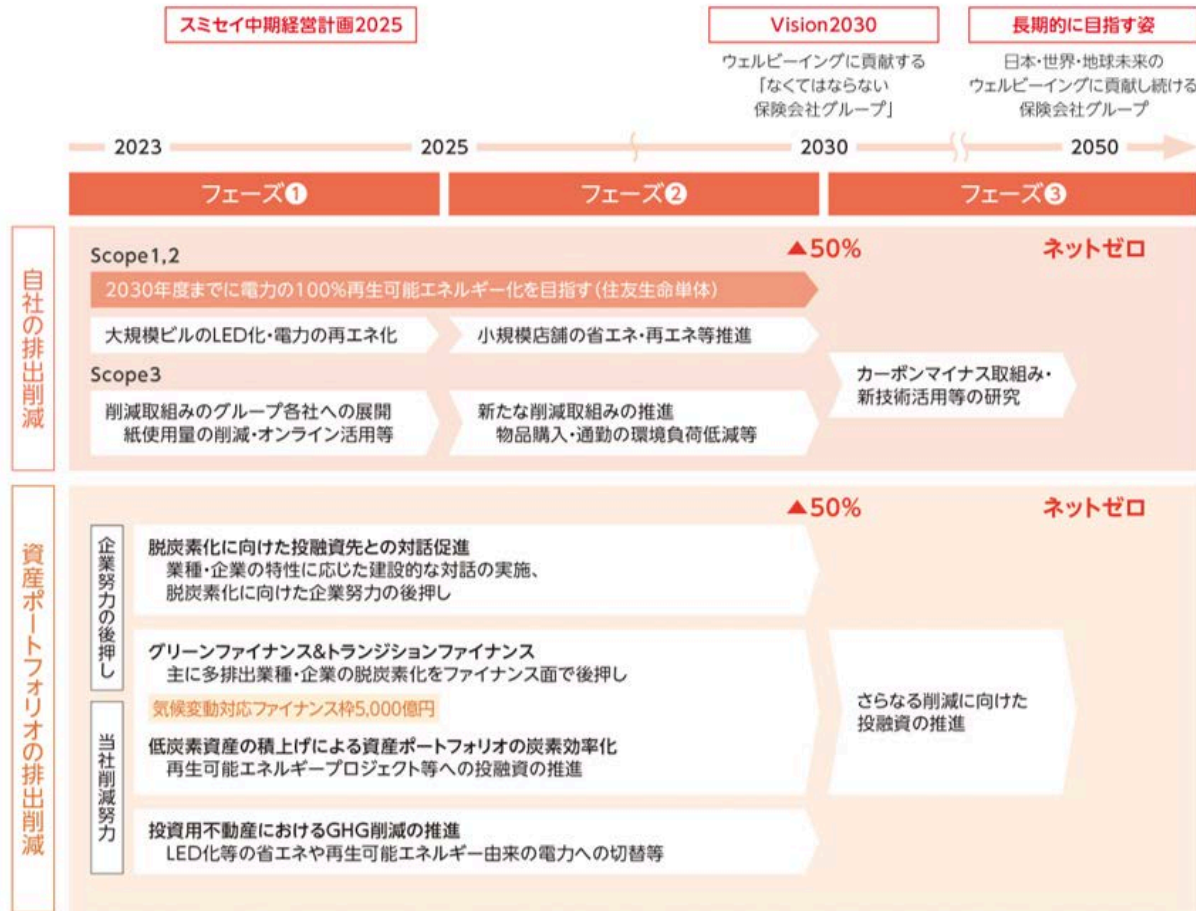 スミセイ中期経営計画2025
Vision2030
長期的に目指す姿
ウェルビーイングに貢献する
「なくてはならない
保険会社グループ」
日本・世界・地球未来の
ウェルビーイングに貢献し続ける
保険会社グループ
2023
2025
2030
2050
フェーズ❶
フェーズ❷
フェーズ❸
自社の排出削減
▲50%
ネットゼロ
Scope1,2
2030年度までに電力の100%再生可能エネルギー化を目指す(住友生命単体)
大規模ビルのLED化・電力の再エネ化
小規模店舗の省エネ・再エネ等推進
Scope3
削減取組みのグループ各社への展開
紙使用量の削減・オンライン活用等
新たな削減取組みの推進
物品購入・通勤の環境負荷低減等
カーボンマイナス取組み・
新技術活用等の研究
資産ポートフォリオの排出削減
▲50%
ネットゼロ
企業努力の後押し
脱炭素化に向けた投融資先との対話促進
業種・企業の特性に応じた建設的な対話の実施、
脱炭素化に向けた企業努力の後押し
グリーンファイナンス&トランジションファイナンス
主に多排出業種・企業の脱炭素化をファイナンス面で後押し
気候変動対応ファイナンス枠5,000億円
当社削減努力
低炭素資産の積上げによる資産ポートフォリオの炭素効率化
再生可能エネルギープロジェクト等への投融資の推進
さらなる削減に向けた
投融資の推進
投資用不動産におけるGHG削減の推進
LED化等の省エネや再生可能エネルギー由来の電力への切替等